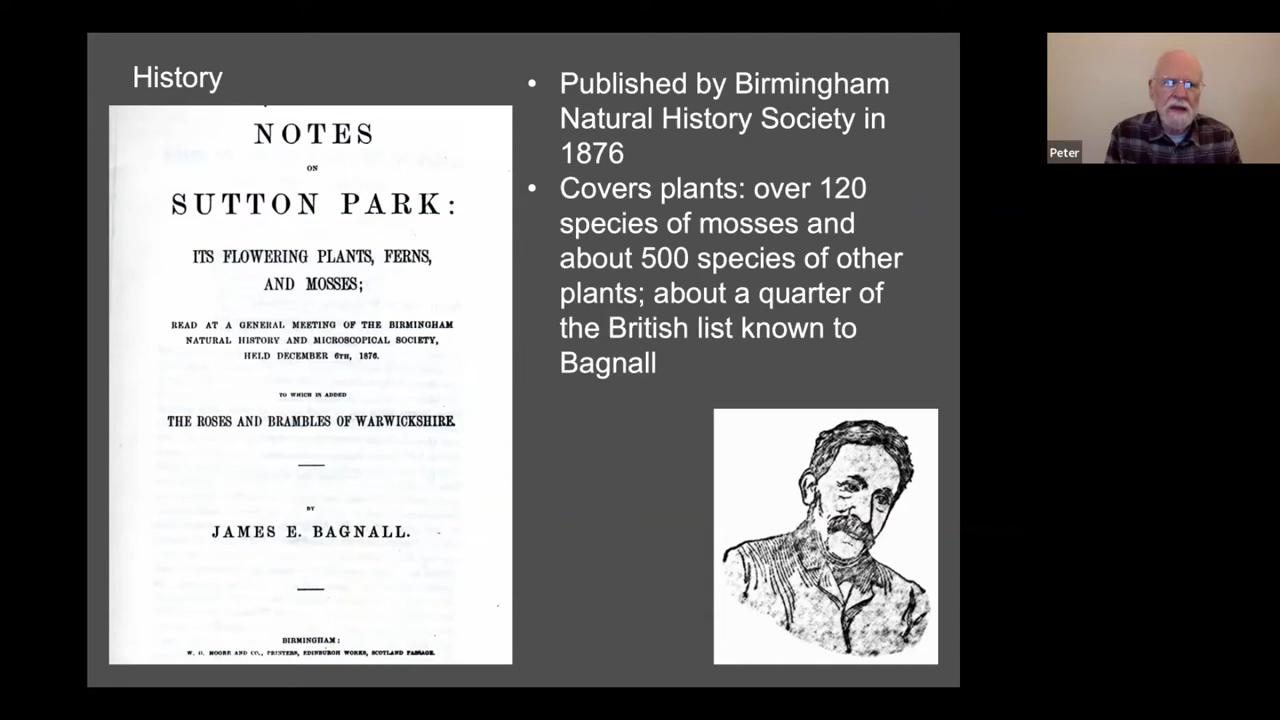 History
NOTES
ON
SUTTON PARK:
ITS FLOWERING PLANTS, FERNS,
AND MOSSES;
READ AT A GENERAL MEETING OF THE BIRMINGHAM
NATURAL HISTORY AND MICROSCOPICAL SOCIETY,
HELD DECEMBER 6TH, 1876.
TO WHICH IS ADDED
THE ROSES AND BRAMBLES OF WARWICKSHIRE.
BY
JAMES E. BAGNALL.
BIRMINGHAM:
W. H. MOORE AND CO., PRINTERS, EDINBURGH WORKS, SCOTLAND PASSAGE.
• Published by Birmingham
Natural History Society in
1876
• Covers plants: over 120
species of mosses and
about 500 species of other
plants; about a quarter of
the British list known to
Bagnall
Peter